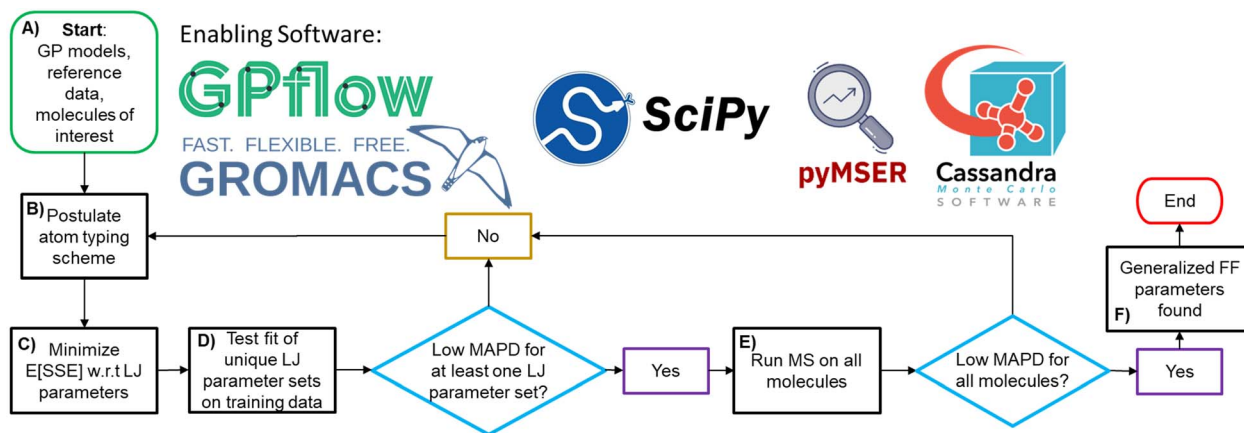 A) Start:
GP models,
reference
data,
molecules of
interest
Enabling Software:
GPflow
FAST. FLEXIBLE. FREE.
GROMACS
SciPy
pyMSER
Cassandra
Monte Carlo
SOFTWARE
B) Postulate
atom typing
scheme
No
End
Generalized FF
parameters
found
F)
C) Minimize
E[SSE] w.r.t LJ
parameters
D) Test fit of
unique LJ
parameter sets
on training data
Low MAPD for
at least one LJ
parameter set?
Yes
E)
Run MS on all
molecules
Low MAPD for
all molecules?
Yes